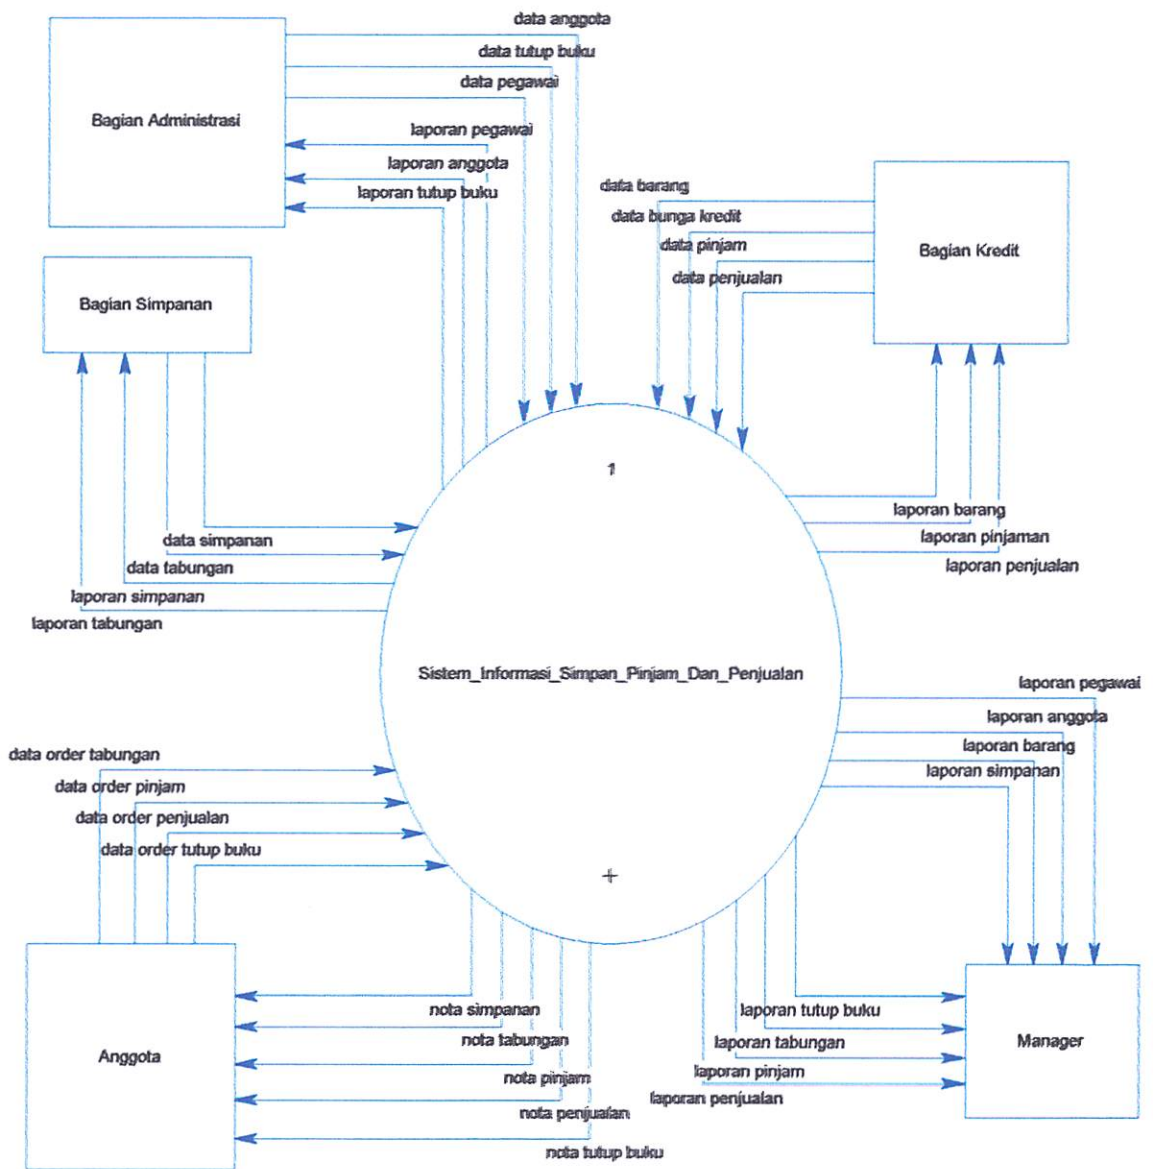 data anggota
data tutup buku
data pegawai
Bagian Administrasi
laporan pegawai
laporan anggota
laporan tutup buku
data barang
data bunga kredit
data pinjam
data penjualan
Bagian Kredit
Bagian Simpanan
1
data simpanan
data tabungan
laporan simpanan
laporan tabungan
laporan barang
laporan pinjaman
laporan penjualan
Sistem_Informasi_Simpan_Pinjam_Dan_Penjualan
laporan pegawai
laporan anggota
laporan barang
laporan simpanan
data order tabungan
data order pinjam
data order penjualan
data order tutup buku
+
Anggota
nota simpanan
nota tabungan
nota pinjam
nota penjualan
nota tutup buku
laporan tutup buku
laporan tabungan
laporan pinjam
laporan penjualan
Manager